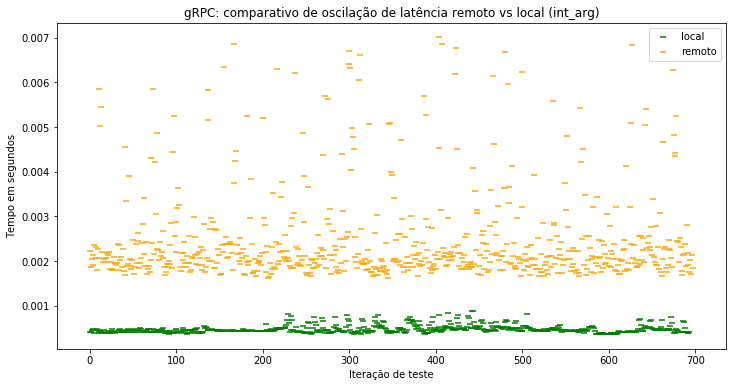 gRPC: comparativo de oscilação de latência remoto vs local (int_arg)
local
remoto
0.007
0.006
0.005
0.004
0.003
0.002
0.001
Tempo em segundos
0 100 200 300 400 500 600 700
Iteração de teste